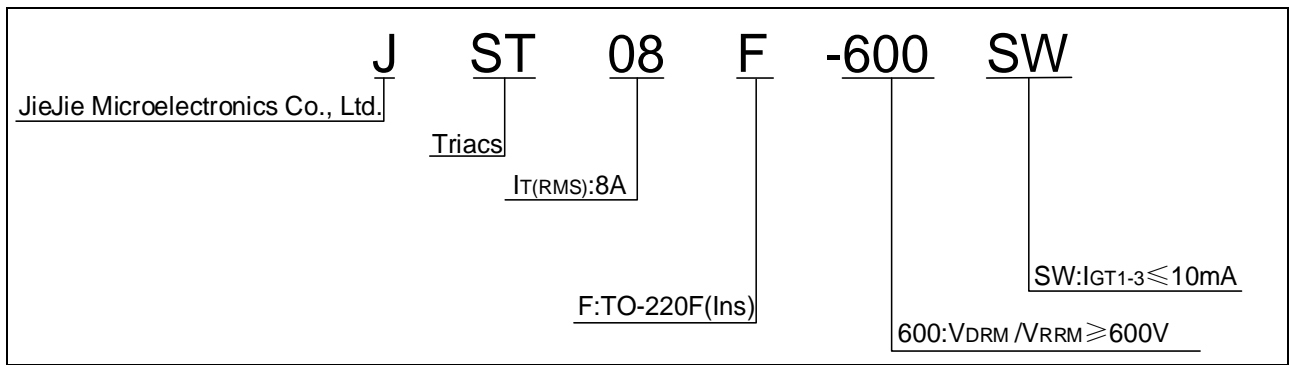 J ST 08 F -600 SW
JieJie Microelectronics Co., Ltd.
Triacs
IT(RMS):8A
SW:IGT1-3≤10mA
F:TO-220F(Ins)
600:VDRM /VRRM≥600V